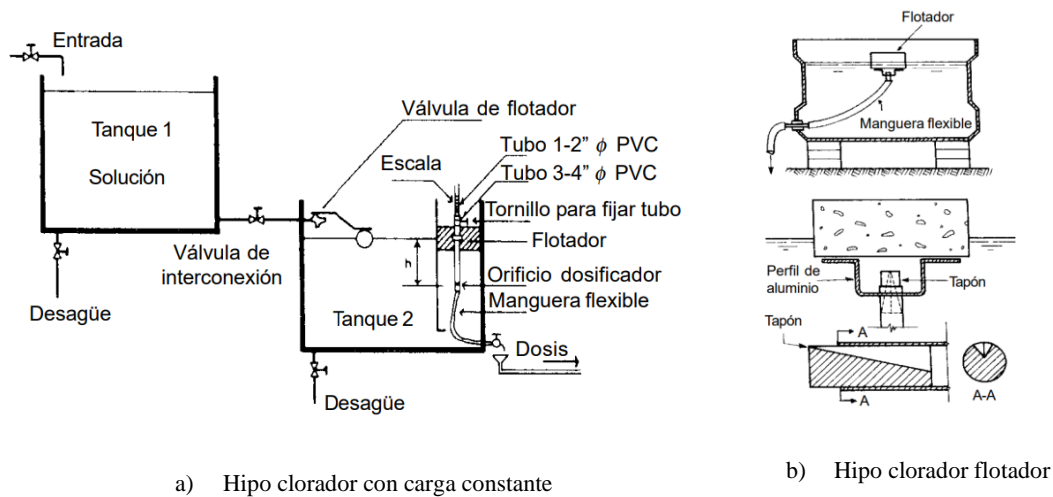 Entrada
Tanque 1
Solución
Válvula de
interconexión
Desagüe
Válvula de flotador
Escala
Tubo 1-2” ϕ PVC
Tubo 3-4” ϕ PVC
Tornillo para fijar tubo
Flotador
h
Orificio dosificador
Manguera flexible
Tanque 2
Dosis
Desagüe
a) Hipo clorador con carga constante
Flotador
Manguera flexible
Perfil de
aluminio
Tapón
Tapón
A
A
A-A
b) Hipo clorador flotador